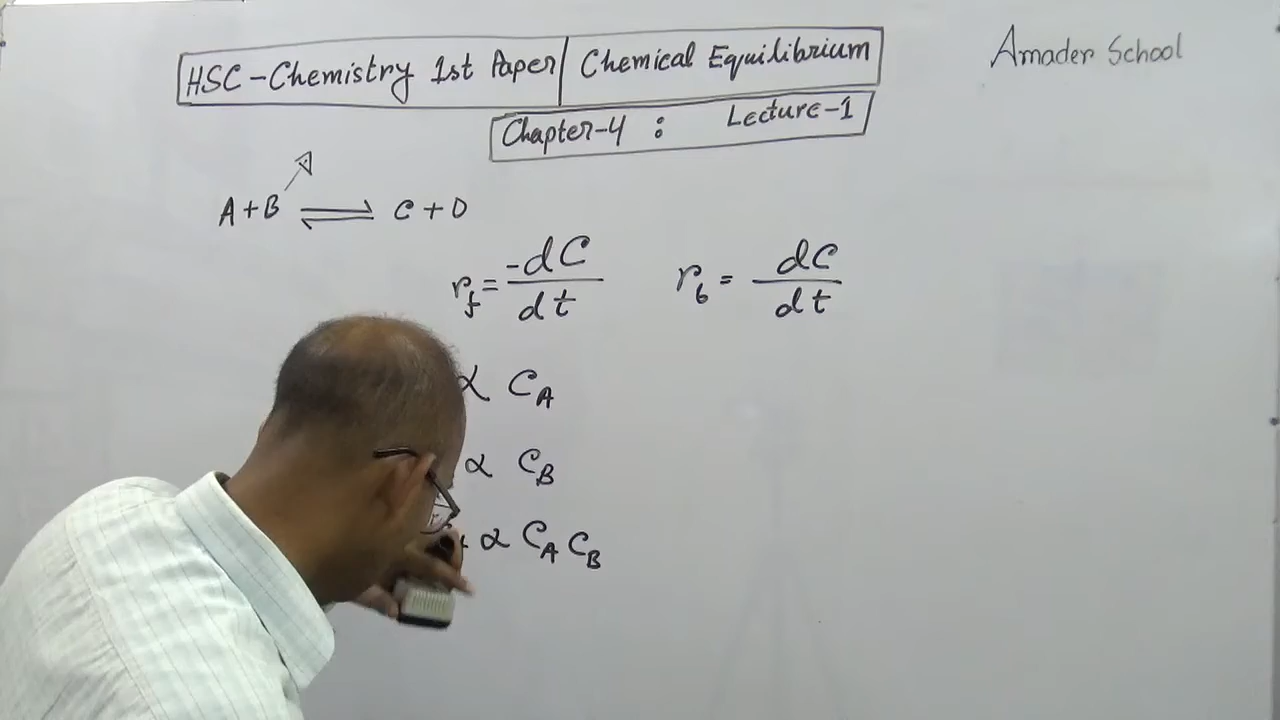 HSC-Chemistry 1st Paper | Chemical Equilibrium
Amader School
Chapter-4 : Lecture-1
A+B ⇌ C+D
r_f = -dC/dt
r_b = dC/dt
α C_A
α C_B
α C_A C_B